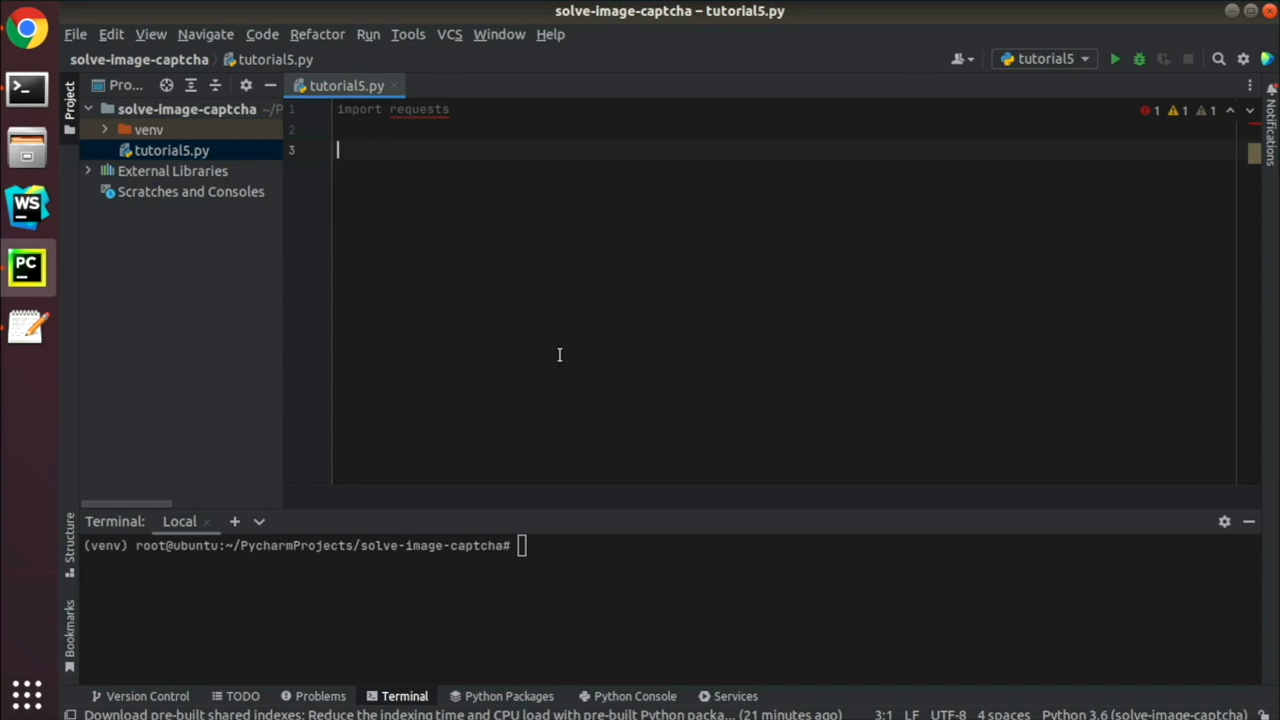 solve-image-captcha – tutorial5.py
File Edit View Navigate Code Refactor Run Tools VCS Window Help
solve-image-captcha tutorial5.py tutorial5
Project Pro... tutorial5.py
solve-image-captcha ~/P
venv
tutorial5.py
External Libraries
Scratches and Consoles
1 import requests
2
3
1 1 1
Notifications
WS
PC
Structure
Bookmarks
Terminal: Local
(venv) root@ubuntu:~/PycharmProjects/solve-image-captcha#
Version Control TODO Problems Terminal Python Packages Python Console Services
Download pre-built shared indexes: Reduce the indexing time and CPU load with pre-built Python packa... (21 minutes ago) 3:1 LF UTF-8 4 spaces Python 3.6 (solve-image-captcha)